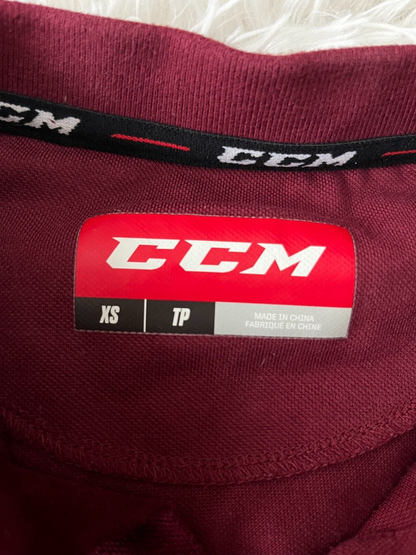 CCM
CCM
CCM
XS
TP
MADE IN CHINA
FABRIQUÉ EN CHINE